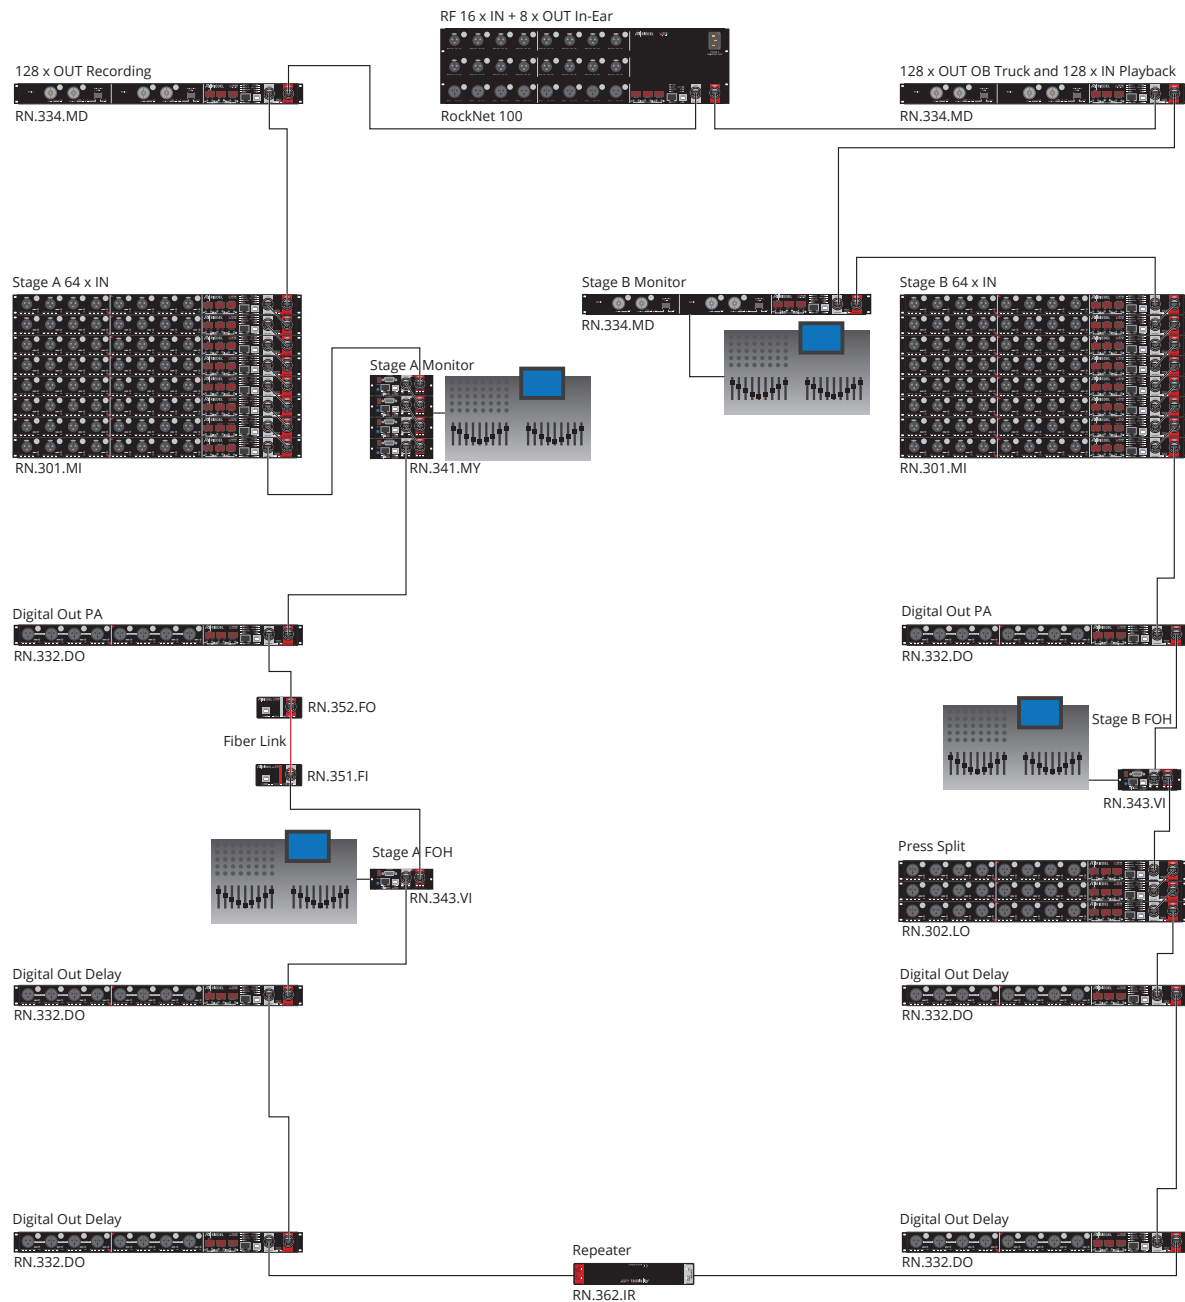 RF 16 x IN + 8 x OUT In-Ear
RockNet 100
128 x OUT Recording
RN.334.MD
128 x OUT OB Truck and 128 x IN Playback
RN.334.MD
Stage A 64 x IN
RN.301.MI
Stage A Monitor
RN.341.MY
Stage B Monitor
RN.334.MD
Stage B 64 x IN
RN.301.MI
Digital Out PA
RN.332.DO
Digital Out PA
RN.332.DO
RN.352.FO
Fiber Link
RN.351.FI
Stage B FOH
RN.343.VI
Stage A FOH
RN.343.VI
Press Split
RN.302.LO
Digital Out Delay
RN.332.DO
Digital Out Delay
RN.332.DO
Digital Out Delay
RN.332.DO
Repeater
RN.362.IR
Digital Out Delay
RN.332.DO